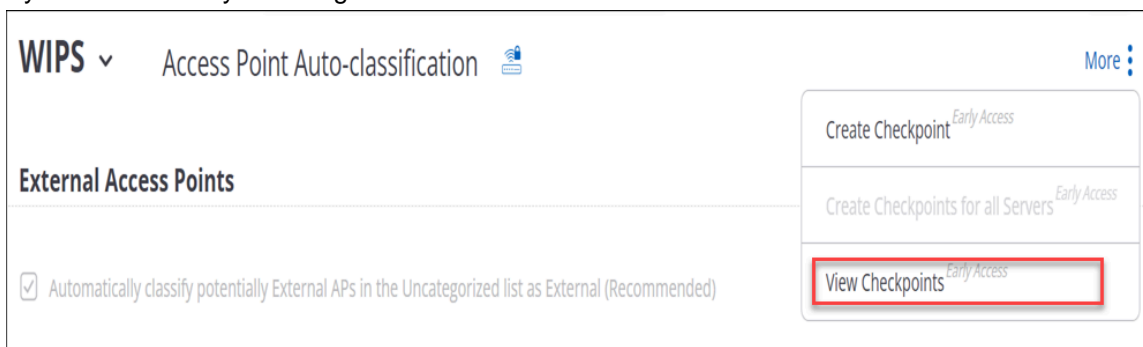 WIPS Access Point Auto-classification More
Create Checkpoint Early Access
External Access Points
Create Checkpoints for all Servers Early Access
Automatically classify potentially External APs in the Uncategorized list as External (Recommended)
View Checkpoints Early Access